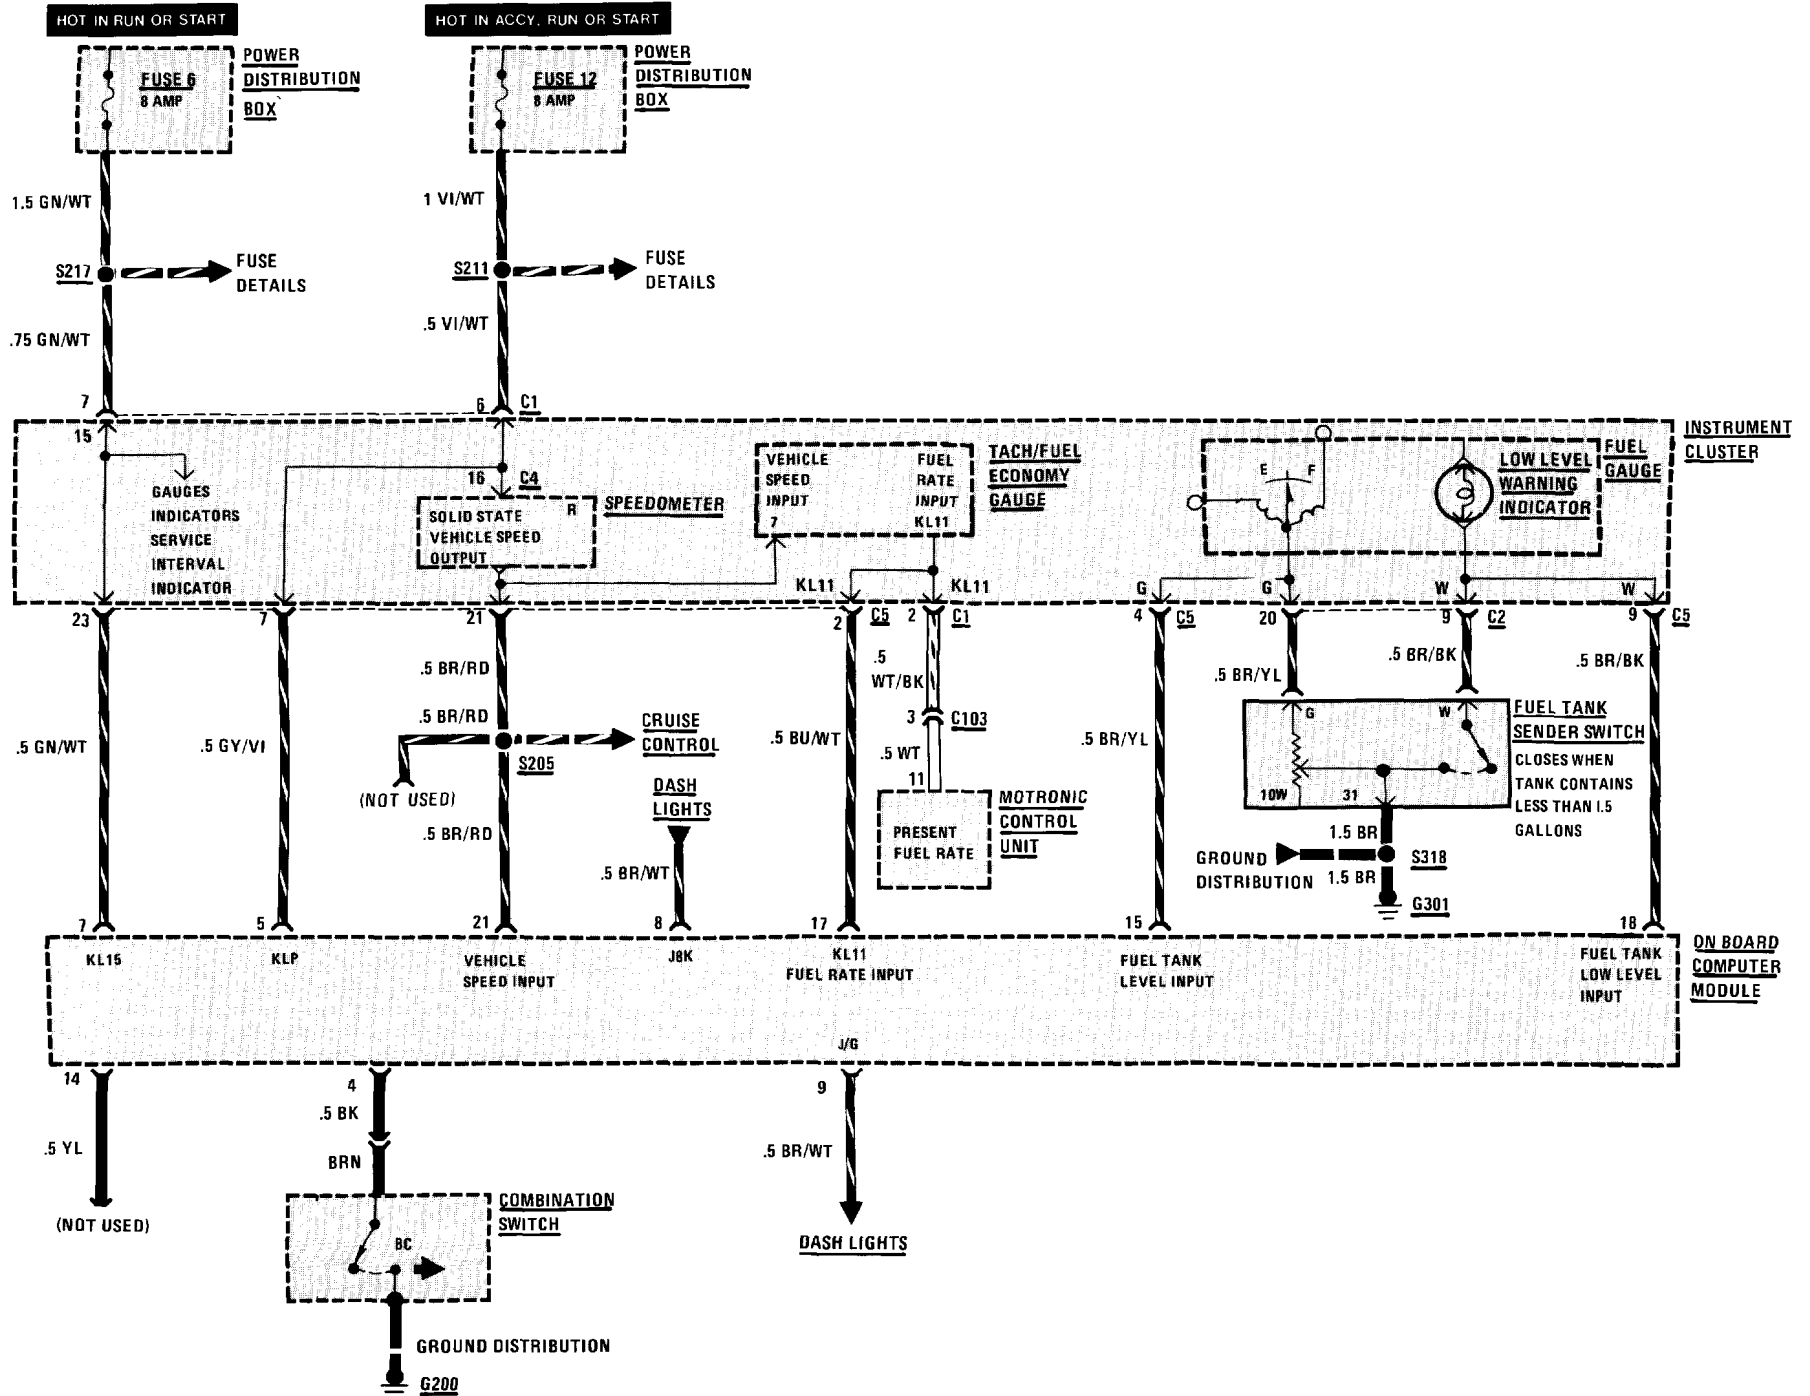 HOT IN RUN OR START
HOT IN ACCY, RUN OR START
FUSE 6
8 AMP
POWER
DISTRIBUTION
BOX
FUSE 12
8 AMP
POWER
DISTRIBUTION
BOX
1.5 GN/WT
1 VI/WT
S217
FUSE
DETAILS
S211
FUSE
DETAILS
.75 GN/WT
.5 VI/WT
7
6
C1
INSTRUMENT
CLUSTER
15
GAUGES
INDICATORS
SERVICE
INTERVAL
INDICATOR
16
C4
SOLID STATE
VEHICLE SPEED
OUTPUT
R
SPEEDOMETER
VEHICLE
SPEED
INPUT
7
FUEL
RATE
INPUT
KL11
TACH/FUEL
ECONOMY
GAUGE
E
F
LOW LEVEL
WARNING
INDICATOR
FUEL
GAUGE
KL11
KL11
G
G
W
W
23
7
21
2
C5
2
C1
4
C5
20
9
C2
9
C5
.5 BR/RD
.5
WT/BK
.5 BR/YL
.5 BR/BK
.5 BR/BK
.5 GN/WT
.5 GY/VI
.5 BR/RD
CRUISE
CONTROL
S205
(NOT USED)
.5 BR/RD
DASH
LIGHTS
.5 BR/WT
.5 BU/WT
3
C103
.5 WT
11
PRESENT
FUEL RATE
MOTRONIC
CONTROL
UNIT
.5 BR/YL
G
W
10W
31
FUEL TANK
SENDER SWITCH
CLOSES WHEN
TANK CONTAINS
LESS THAN 1.5
GALLONS
1.5 BR
GROUND
DISTRIBUTION
S318
1.5 BR
G301
7
5
21
8
17
15
18
KL15
KLP
VEHICLE
SPEED INPUT
J8K
KL11
FUEL RATE INPUT
FUEL TANK
LEVEL INPUT
FUEL TANK
LOW LEVEL
INPUT
ON BOARD
COMPUTER
MODULE
J/G
14
4
9
.5 YL
.5 BK
.5 BR/WT
BRN
(NOT USED)
COMBINATION
SWITCH
BC
DASH LIGHTS
GROUND DISTRIBUTION
G200